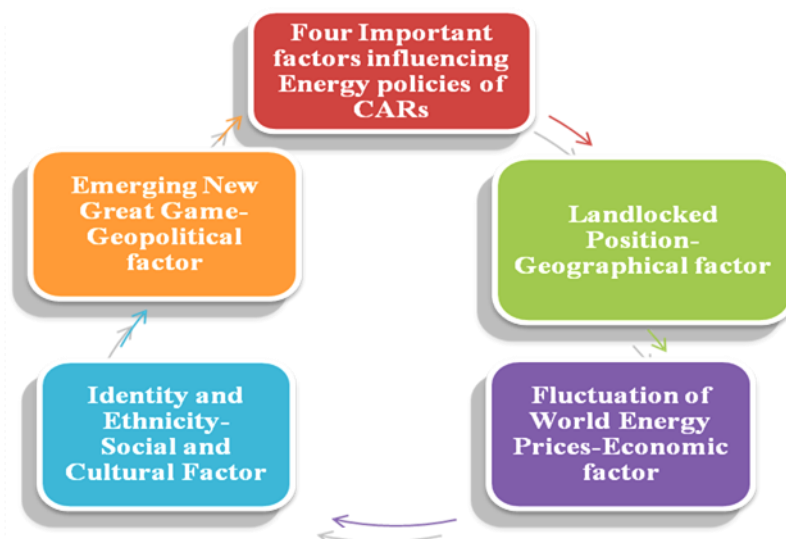 Four Important
factors influencing
Energy policies of
CARs
Emerging New
Great Game-
Geopolitical
factor
Landlocked
Position-
Geographical factor
Identity and
Ethnicity-
Social and
Cultural Factor
Fluctuation of
World Energy
Prices-Economic
factor